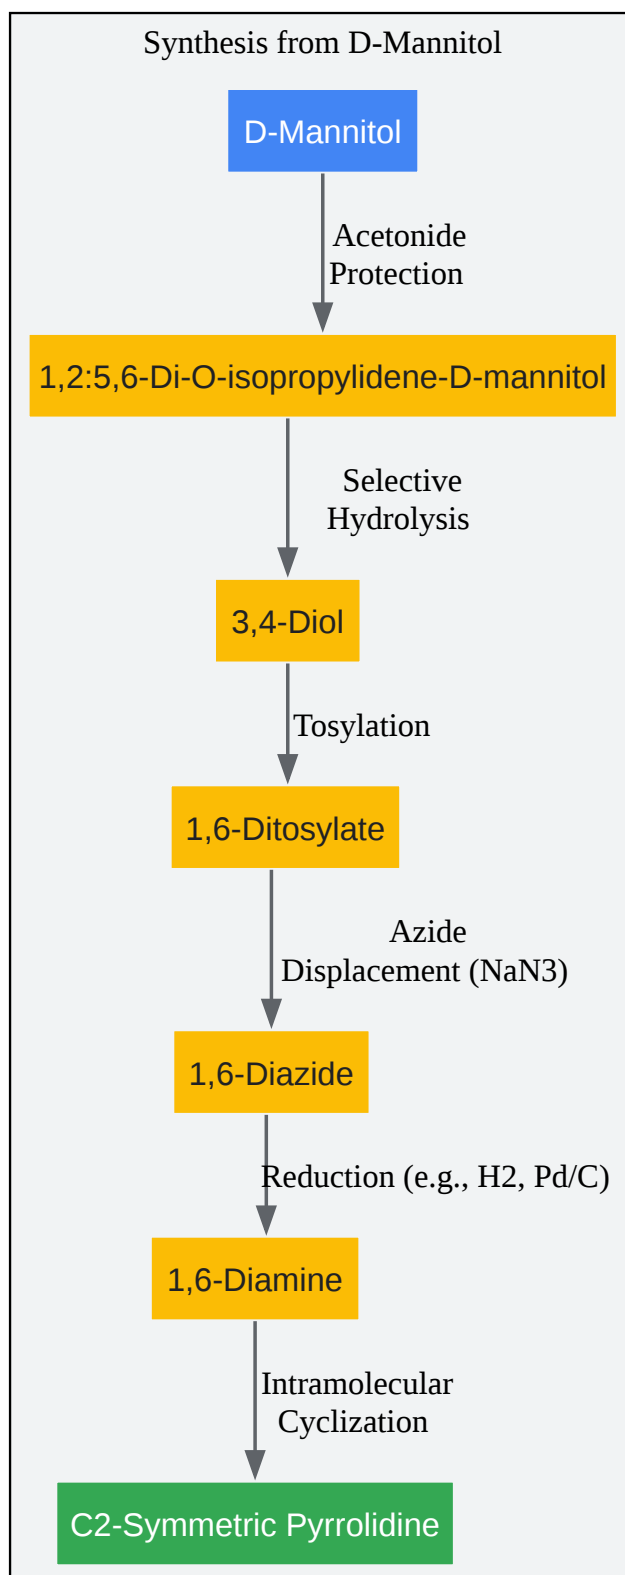 Synthesis from D-Mannitol
D-Mannitol
Acetonide
Protection
1,2:5,6-Di-O-isopropylidene-D-mannitol
Selective
Hydrolysis
3,4-Diol
Tosylation
1,6-Ditosylate
Azide
Displacement (NaN3)
1,6-Diazide
Reduction (e.g., H2, Pd/C)
1,6-Diamine
Intramolecular
Cyclization
C2-Symmetric Pyrrolidine